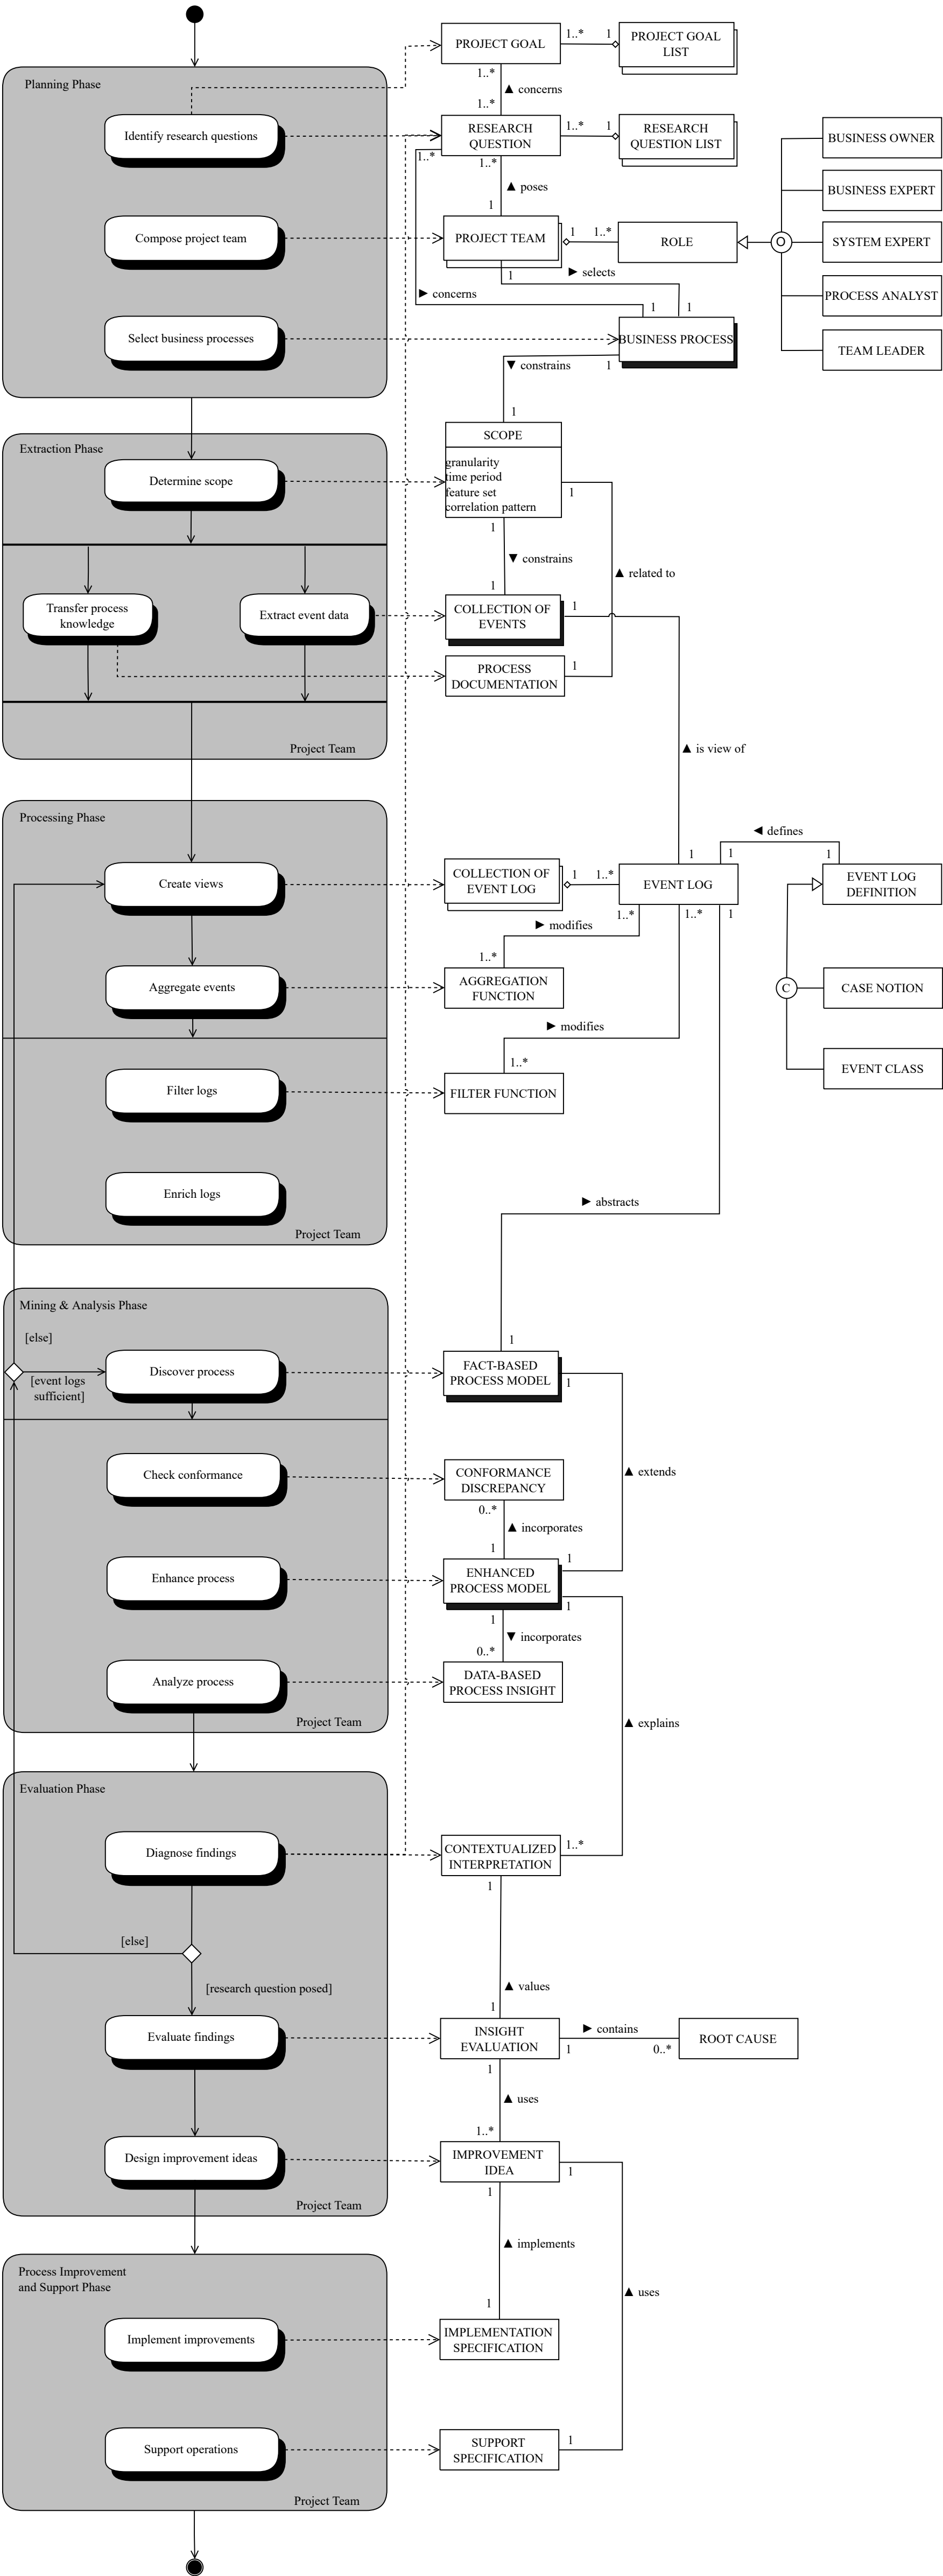 PROJECT GOAL
1..*
1
PROJECT GOAL
LIST
Planning Phase
1..*
▲ concerns
1..*
Identify research questions
RESEARCH
QUESTION
1..*
1
RESEARCH
QUESTION LIST
BUSINESS OWNER
1..*
1..*
▲ poses
BUSINESS EXPERT
1
Compose project team
PROJECT TEAM
1
1..*
ROLE
O
SYSTEM EXPERT
1
► selects
► concerns
PROCESS ANALYST
1
1
Select business processes
BUSINESS PROCESS
TEAM LEADER
▼ constrains
1
1
Extraction Phase
SCOPE
granularity
time period
feature set
correlation pattern
Determine scope
1
1
▼ constrains
▲ related to
1
Transfer process
knowledge
Extract event data
COLLECTION OF
EVENTS
1
PROCESS
DOCUMENTATION
1
Project Team
▲ is view of
Processing Phase
◄ defines
1
1
1
Create views
COLLECTION OF
EVENT LOG
1
1..*
EVENT LOG
EVENT LOG
DEFINITION
1..*
1..*
1
► modifies
1..*
Aggregate events
AGGREGATION
FUNCTION
C
CASE NOTION
► modifies
1..*
Filter logs
FILTER FUNCTION
EVENT CLASS
Enrich logs
► abstracts
Project Team
Mining & Analysis Phase
[else]
1
Discover process
FACT-BASED
PROCESS MODEL
1
[event logs
sufficient]
Check conformance
CONFORMANCE
DISCREPANCY
▲ extends
0..*
▲ incorporates
1
1
Enhance process
ENHANCED
PROCESS MODEL
1
1
▼ incorporates
0..*
Analyze process
DATA-BASED
PROCESS INSIGHT
Project Team
▲ explains
Evaluation Phase
Diagnose findings
CONTEXTUALIZED
INTERPRETATION
1..*
1
[else]
[research question posed]
▲ values
1
Evaluate findings
INSIGHT
EVALUATION
► contains
1
0..*
ROOT CAUSE
1
▲ uses
1..*
Design improvement ideas
IMPROVEMENT
IDEA
1
1
Project Team
▲ implements
Process Improvement
and Support Phase
▲ uses
1
Implement improvements
IMPLEMENTATION
SPECIFICATION
Support operations
SUPPORT
SPECIFICATION
1
Project Team